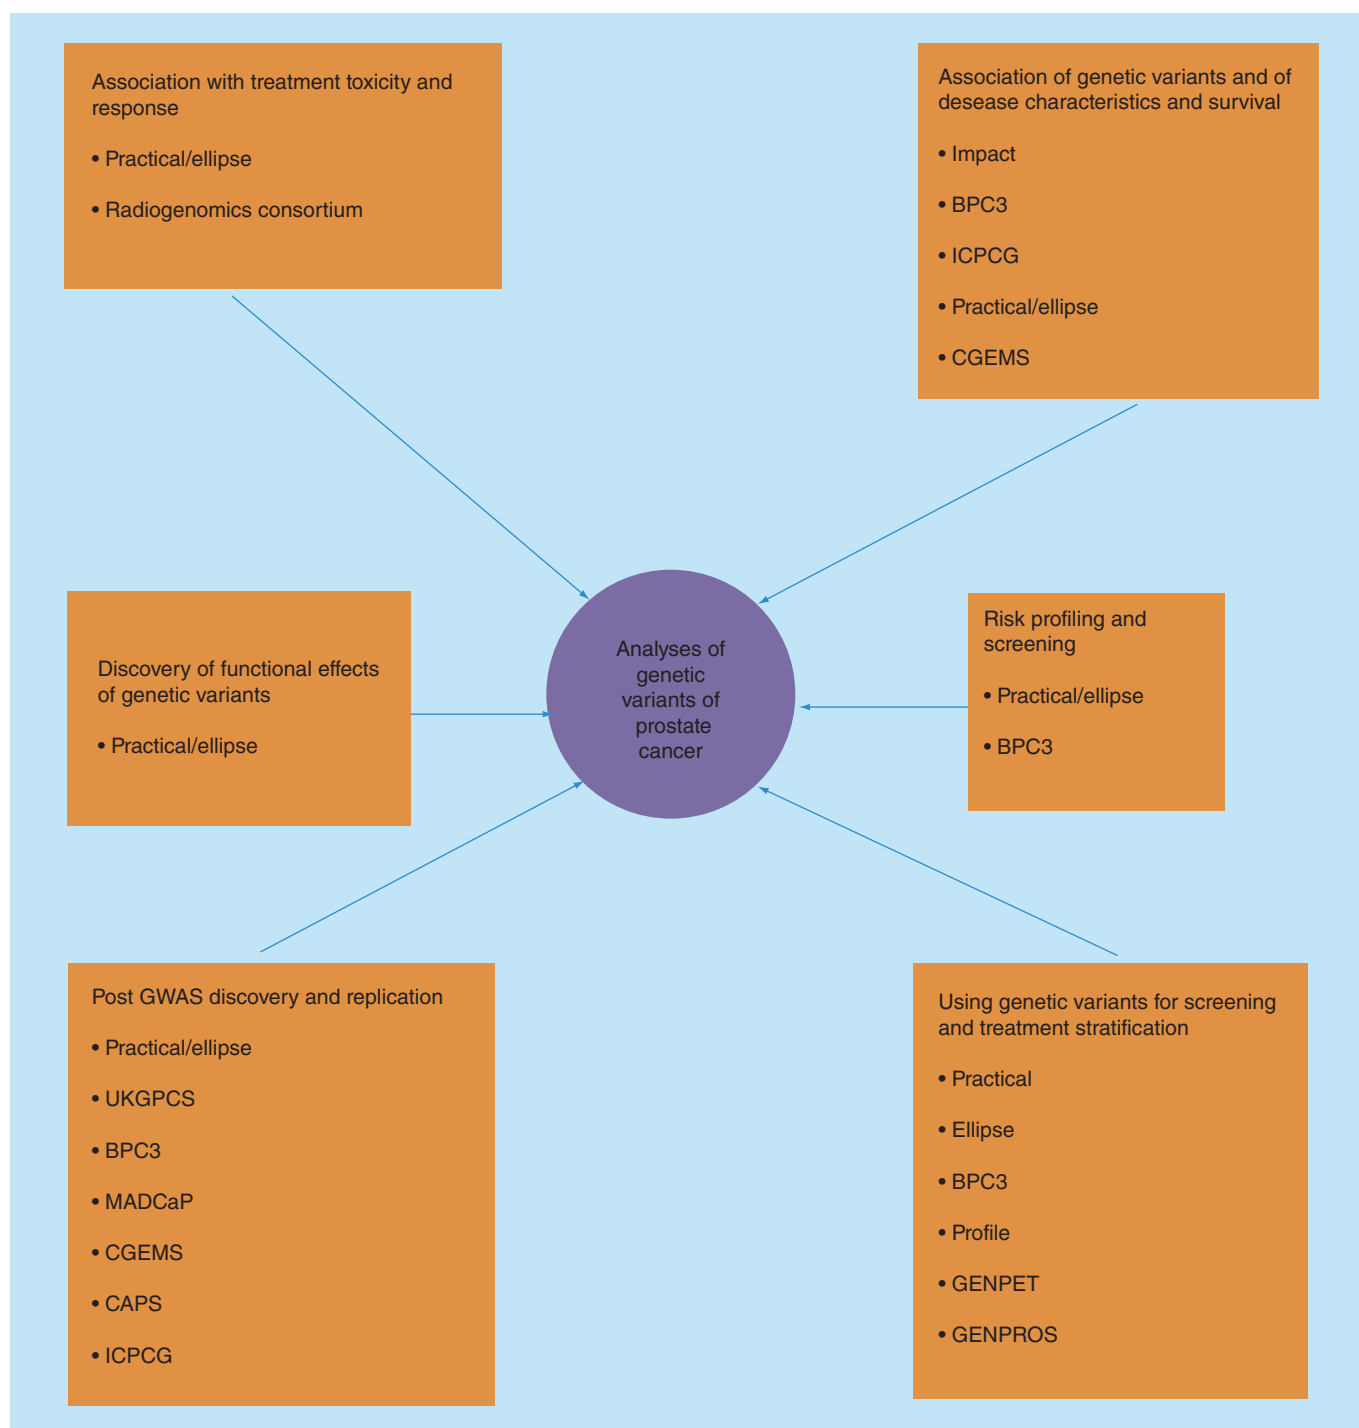 Association with treatment toxicity and
response
• Practical/ellipse
• Radiogenomics consortium
Association of genetic variants and of
desease characteristics and survival
• Impact
• BPC3
• ICPCG
• Practical/ellipse
• CGEMS
Discovery of functional effects
of genetic variants
• Practical/ellipse
Analyses of
genetic
variants of
prostate
cancer
Risk profiling and
screening
• Practical/ellipse
• BPC3
Post GWAS discovery and replication
• Practical/ellipse
• UKGPCS
• BPC3
• MADCaP
• CGEMS
• CAPS
• ICPCG
Using genetic variants for screening
and treatment stratification
• Practical
• Ellipse
• BPC3
• Profile
• GENPET
• GENPROS